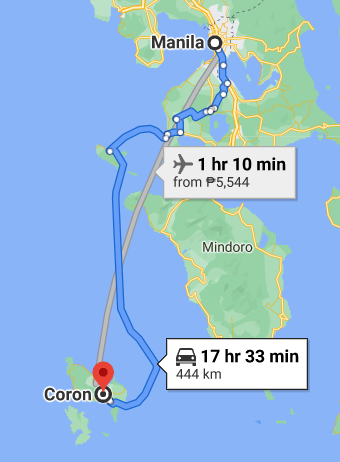 Manila
1 hr 10 min
from ₱5,544
Mindoro
17 hr 33 min
444 km
Coron